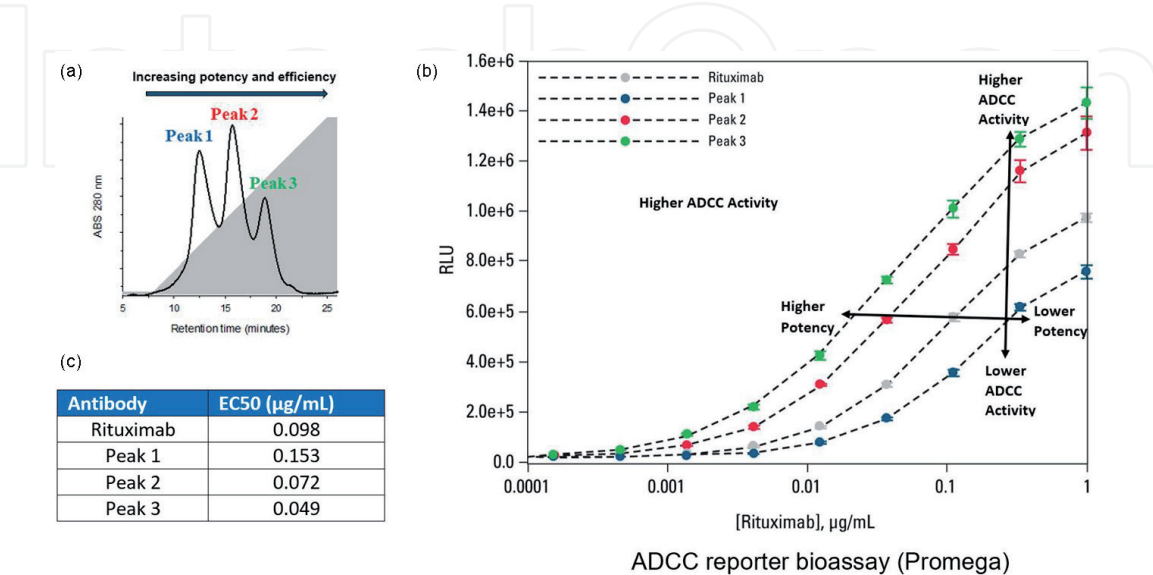 (a)
Increasing potency and efficiency
Peak 1
Peak 2
Peak 3
ABS 280 nm
5 10 15 20 25
Retention time (minutes)
(b)
1.6e+6
1.4e+6
1.2e+6
1.0e+6
8.0e+5
6.0e+5
4.0e+5
2.0e+5
0.0
RLU
Rituximab
Peak 1
Peak 2
Peak 3
Higher ADCC Activity
Higher
ADCC
Activity
Higher
Potency
Lower
Potency
Lower
ADCC
Activity
0.0001 0.001 0.01 0.1 1
[Rituximab], µg/mL
ADCC reporter bioassay (Promega)
(c)
Antibody EC50 (µg/mL)
Rituximab 0.098
Peak 1 0.153
Peak 2 0.072
Peak 3 0.049